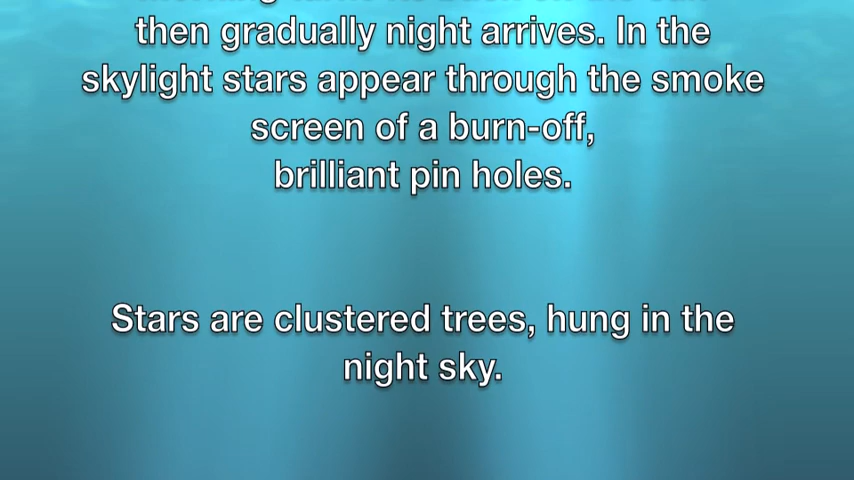 then gradually night arrives. In the
skylight stars appear through the smoke
screen of a burn-off,
brilliant pin holes.
Stars are clustered trees, hung in the
night sky.